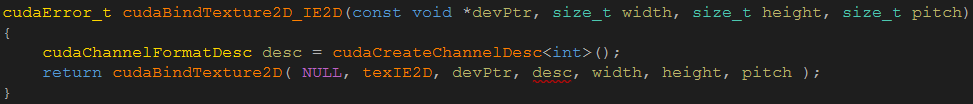 cudaError_t cudaBindTexture2D_IE2D(const void *devPtr, size_t width, size_t height, size_t pitch)
{
    cudaChannelFormatDesc desc = cudaCreateChannelDesc<int>();
    return cudaBindTexture2D( NULL, texIE2D, devPtr, desc, width, height, pitch );
}